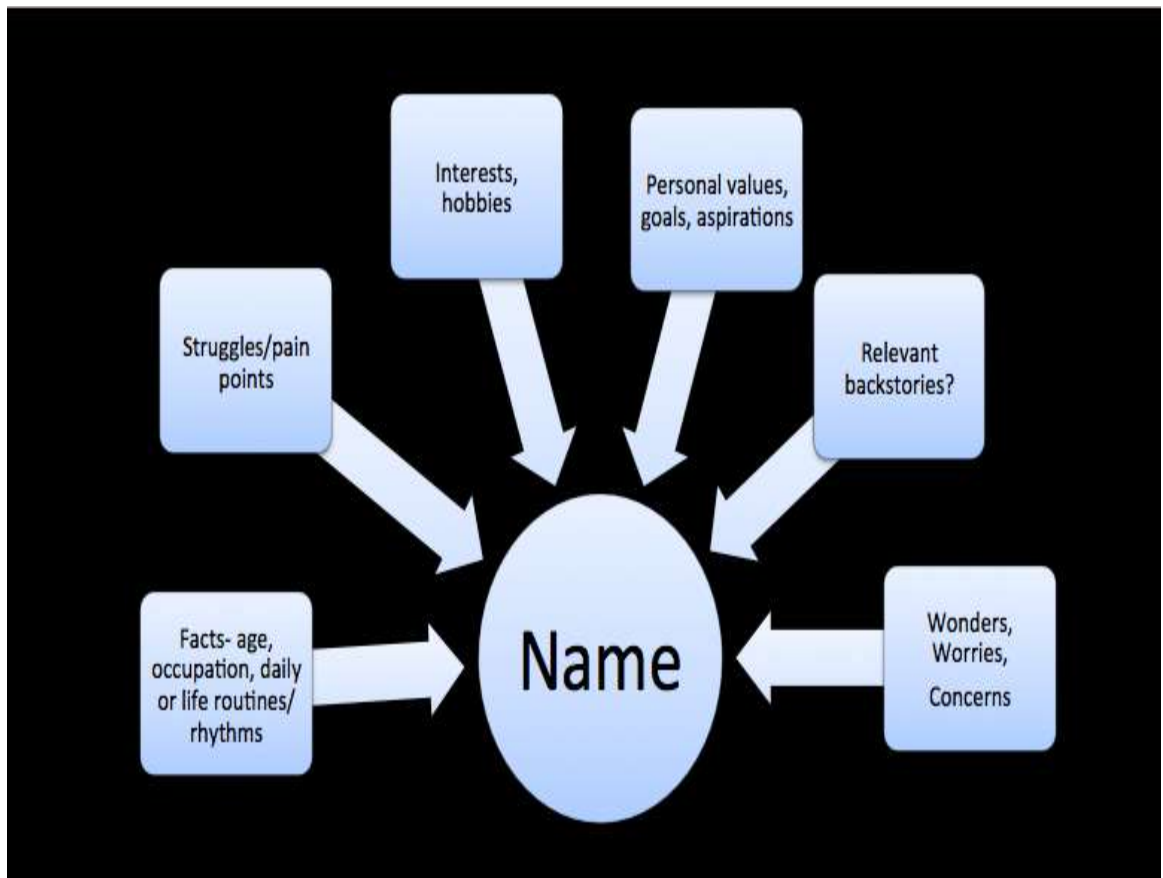 Interests,
hobbies
Personal values,
goals, aspirations
Struggles/pain
points
Relevant
backstories?
Facts- age,
occupation, daily
or life routines/
rhythms
Name
Wonders,
Worries,
Concerns